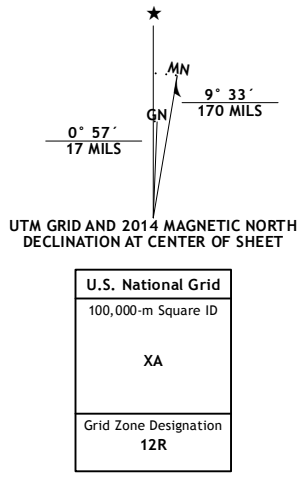 MN
9° 33´
170 MILS
GN
0° 57´
17 MILS
UTM GRID AND 2014 MAGNETIC NORTH
DECLINATION AT CENTER OF SHEET
U.S. National Grid
100,000-m Square ID
XA
Grid Zone Designation
12R